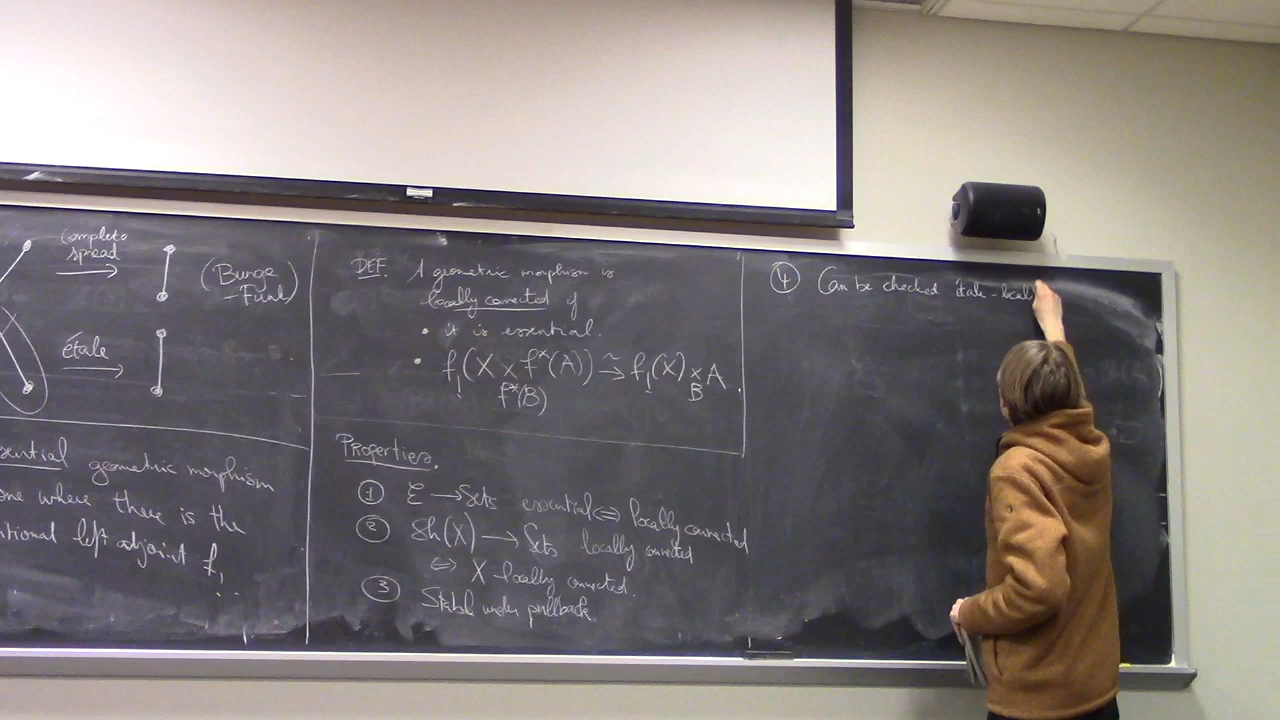 Complete
spread
(Bunge
-Funk)
étale
ssential geometric morphism
one where there is the
itional left adjoint f!
DEF. A geometric morphism is
locally connected if
• it is essential.
• f!(X × f*(A)) ≃→ f!(X) × A.
f*(B) B
Properties.
① E → Sets essential ⇔ locally connected
② Sh(X) → Sets locally connected
⇔ X locally connected.
③ Stable under pullback.
④ Can be checked étale-local